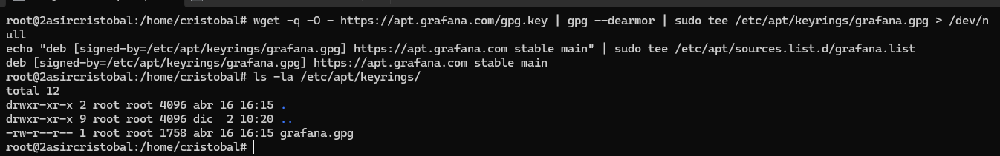 root@2asircristobal:/home/cristobal# wget -q -O - https://apt.grafana.com/gpg.key | gpg --dearmor | sudo tee /etc/apt/keyrings/grafana.gpg > /dev/n
ull
echo "deb [signed-by=/etc/apt/keyrings/grafana.gpg] https://apt.grafana.com stable main" | sudo tee /etc/apt/sources.list.d/grafana.list
deb [signed-by=/etc/apt/keyrings/grafana.gpg] https://apt.grafana.com stable main
root@2asircristobal:/home/cristobal# ls -la /etc/apt/keyrings/
total 12
drwxr-xr-x 2 root root 4096 abr 16 16:15 .
drwxr-xr-x 9 root root 4096 dic  2 10:20 ..
-rw-r--r-- 1 root root 1758 abr 16 16:15 grafana.gpg
root@2asircristobal:/home/cristobal#